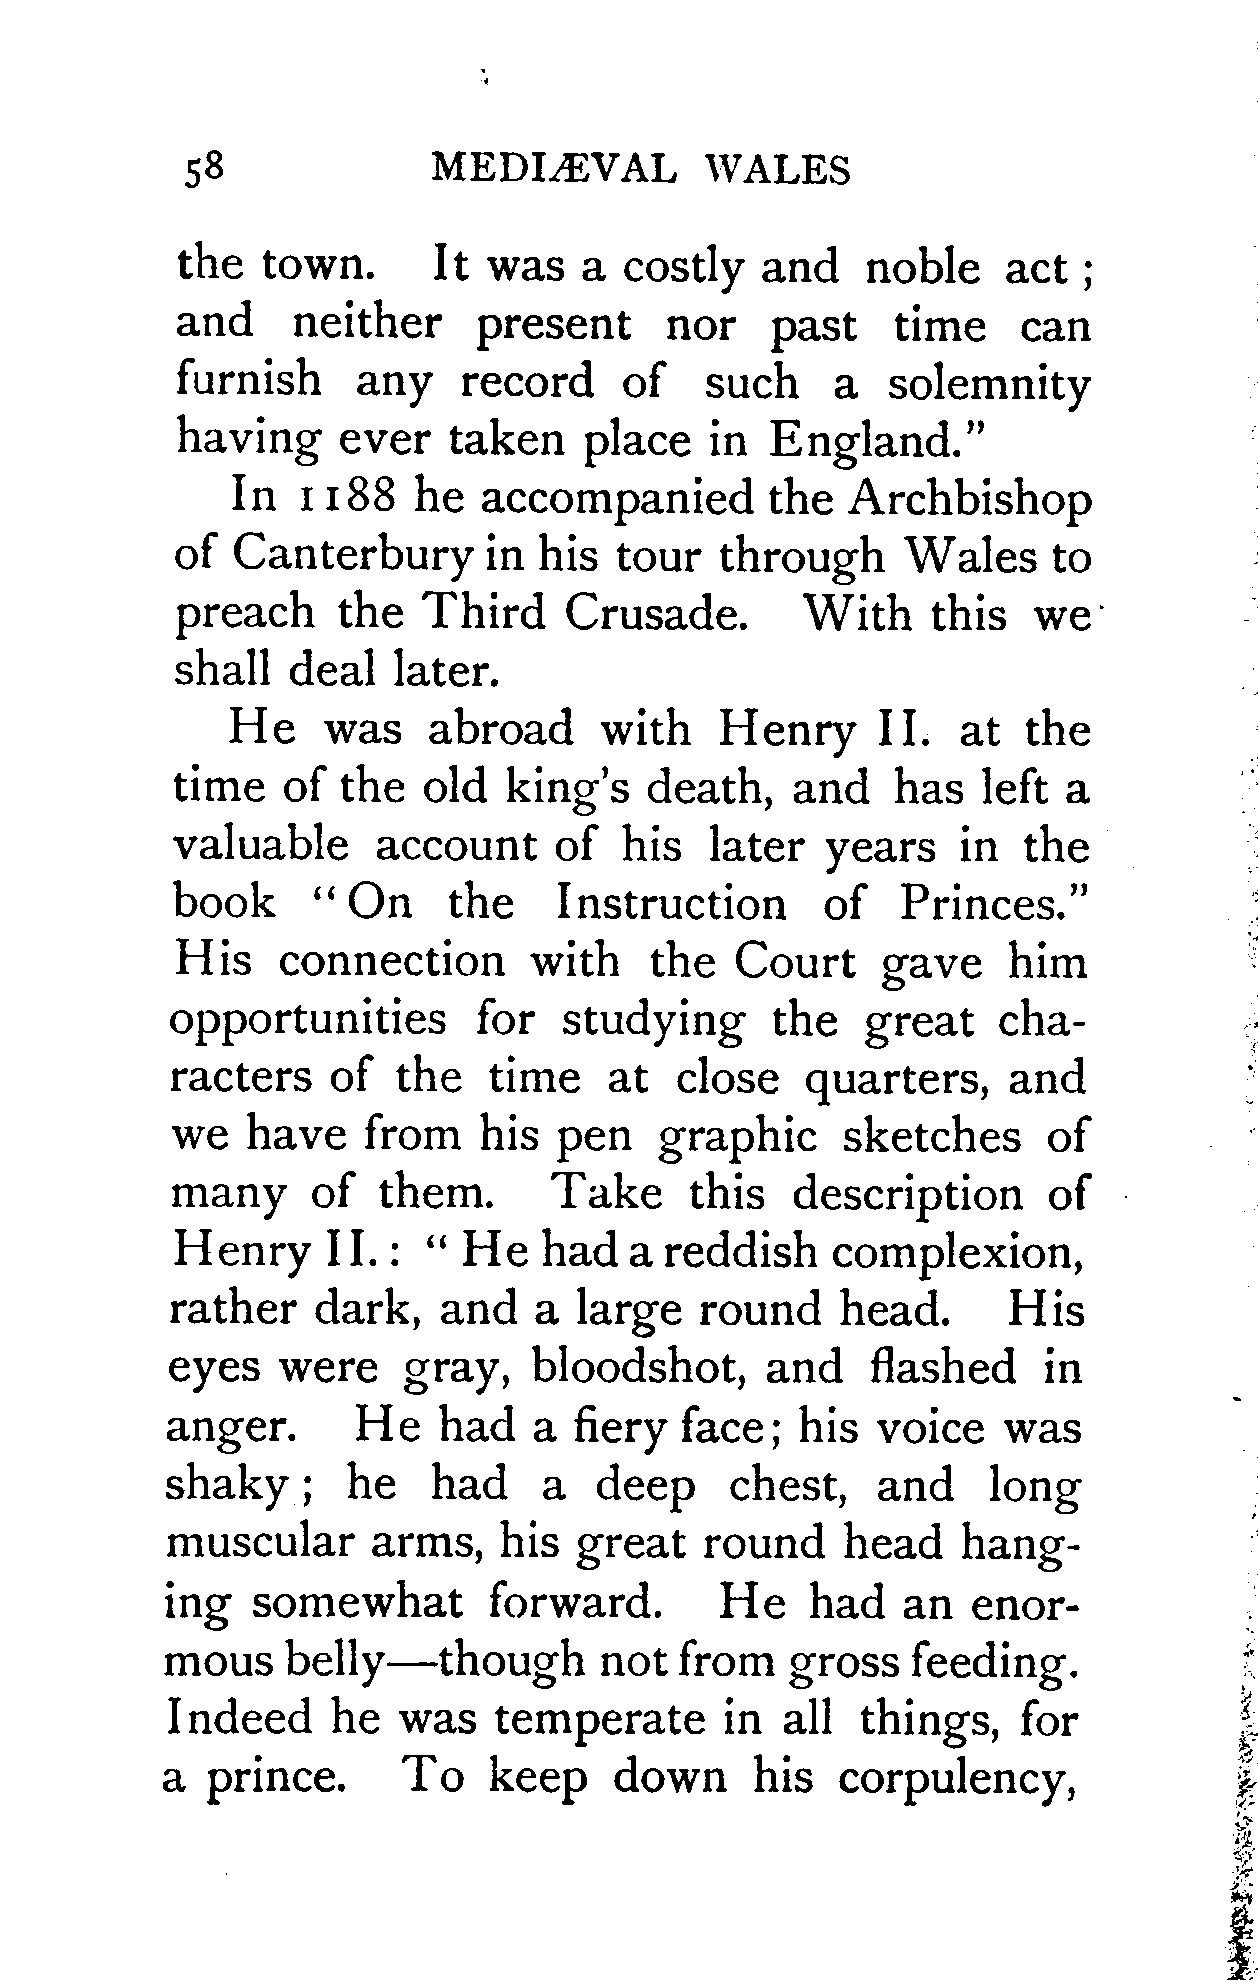 58 MEDIÆVAL WALES
the town. It was a costly and noble act ;
and neither present nor past time can
furnish any record of such a solemnity
having ever taken place in England."
In 1188 he accompanied the Archbishop
of Canterbury in his tour through Wales to
preach the Third Crusade. With this we
shall deal later.
He was abroad with Henry II. at the
time of the old king's death, and has left a
valuable account of his later years in the
book "On the Instruction of Princes."
His connection with the Court gave him
opportunities for studying the great cha-
racters of the time at close quarters, and
we have from his pen graphic sketches of
many of them. Take this description of
Henry II. : "He had a reddish complexion,
rather dark, and a large round head. His
eyes were gray, bloodshot, and flashed in
anger. He had a fiery face; his voice was
shaky ; he had a deep chest, and long
muscular arms, his great round head hang-
ing somewhat forward. He had an enor-
mous belly—though not from gross feeding.
Indeed he was temperate in all things, for
a prince. To keep down his corpulency,